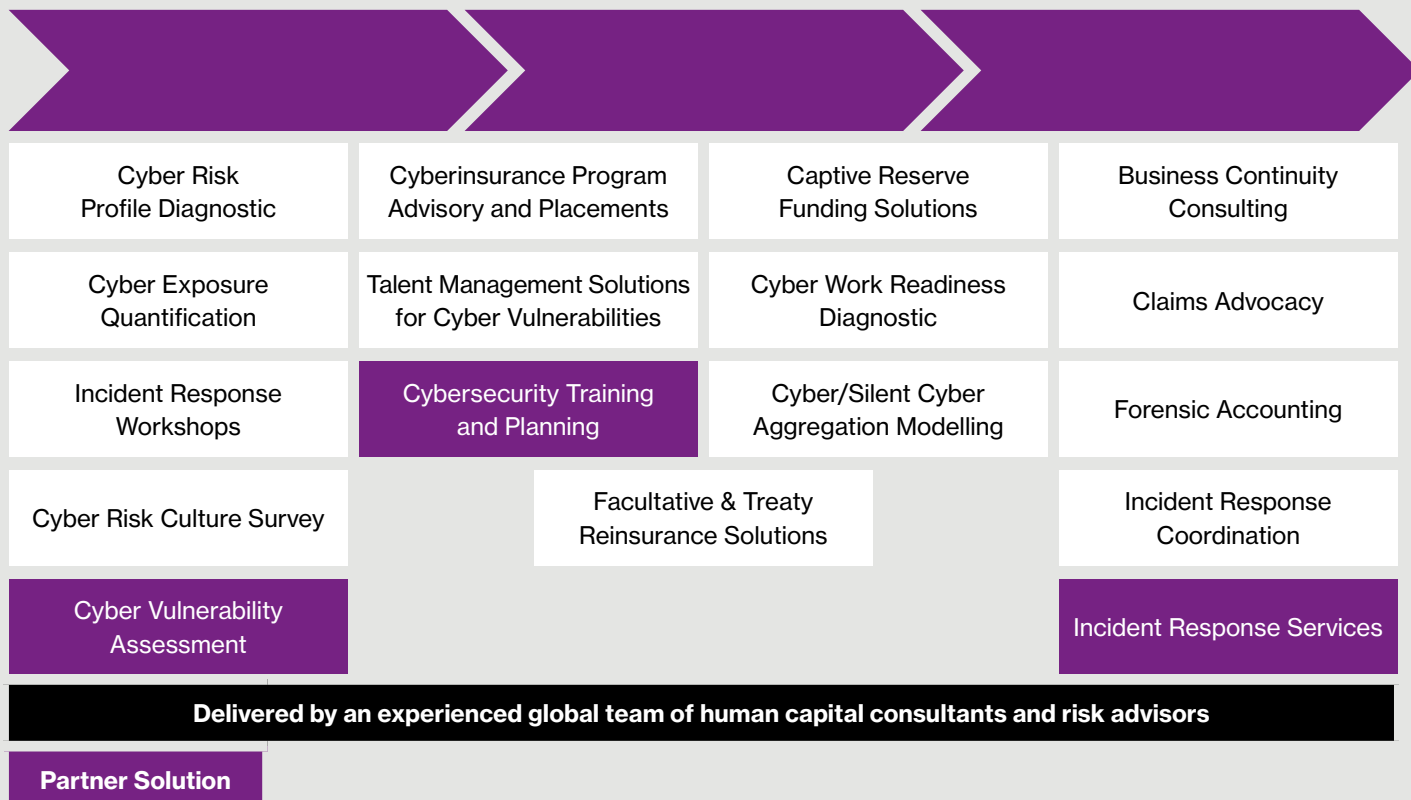 Cyber Risk
Profile Diagnostic
Cyberinsurance Program
Advisory and Placements
Captive Reserve
Funding Solutions
Business Continuity
Consulting
Cyber Exposure
Quantification
Talent Management Solutions
for Cyber Vulnerabilities
Cyber Work Readiness
Diagnostic
Claims Advocacy
Incident Response
Workshops
Cybersecurity Training
and Planning
Cyber/Silent Cyber
Aggregation Modelling
Forensic Accounting
Cyber Risk Culture Survey
Facultative & Treaty
Reinsurance Solutions
Incident Response
Coordination
Cyber Vulnerability
Assessment
Incident Response Services
Delivered by an experienced global team of human capital consultants and risk advisors
Partner Solution